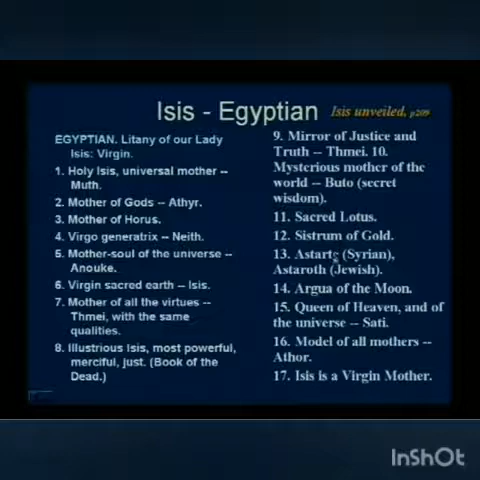 Isis - Egyptian
Isis unveiled, p209
EGYPTIAN. Litany of our Lady
Isis: Virgin.
1. Holy Isis, universal mother --
Muth.
2. Mother of Gods -- Athyr.
3. Mother of Horus.
4. Virgo generatrix -- Neith.
5. Mother-soul of the universe --
Anouke.
6. Virgin sacred earth -- Isis.
7. Mother of all the virtues --
Thmei, with the same
qualities.
8. Illustrious Isis, most powerful,
merciful, just. (Book of the
Dead.)
9. Mirror of Justice and
Truth -- Thmei. 10.
Mysterious mother of the
world -- Buto (secret
wisdom).
11. Sacred Lotus.
12. Sistrum of Gold.
13. Astarte (Syrian),
Astaroth (Jewish).
14. Argua of the Moon.
15. Queen of Heaven, and of
the universe -- Sati.
16. Model of all mothers --
Athor.
17. Isis is a Virgin Mother.
InShOt